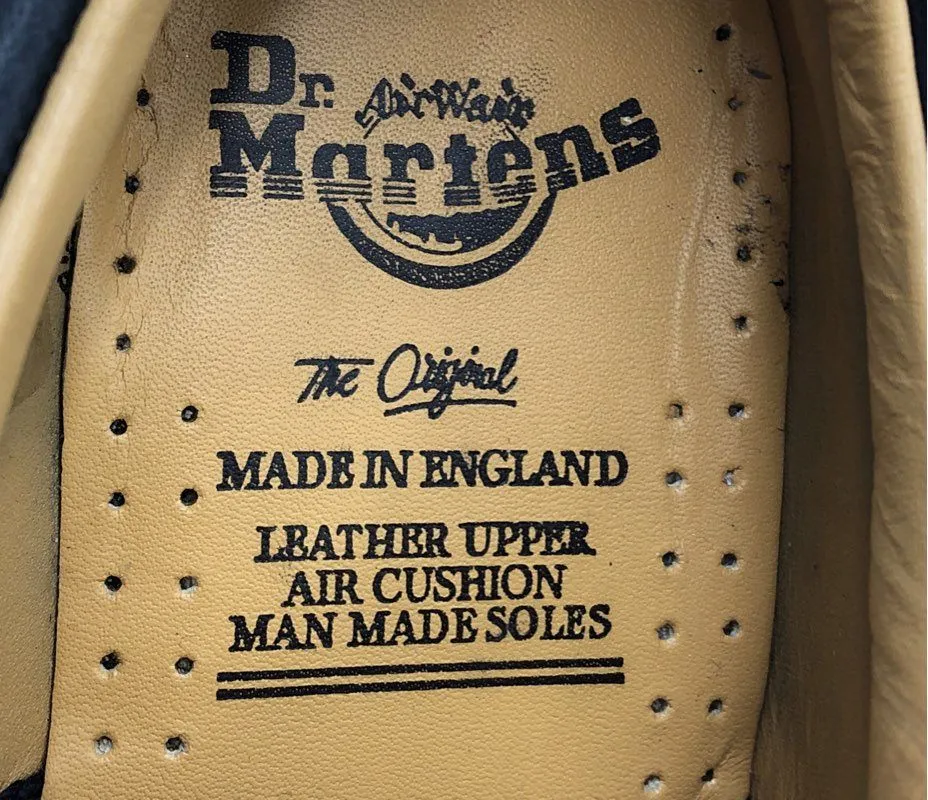 Dr.
AirWair
Martens
The Original
MADE IN ENGLAND
LEATHER UPPER
AIR CUSHION
MAN MADE SOLES